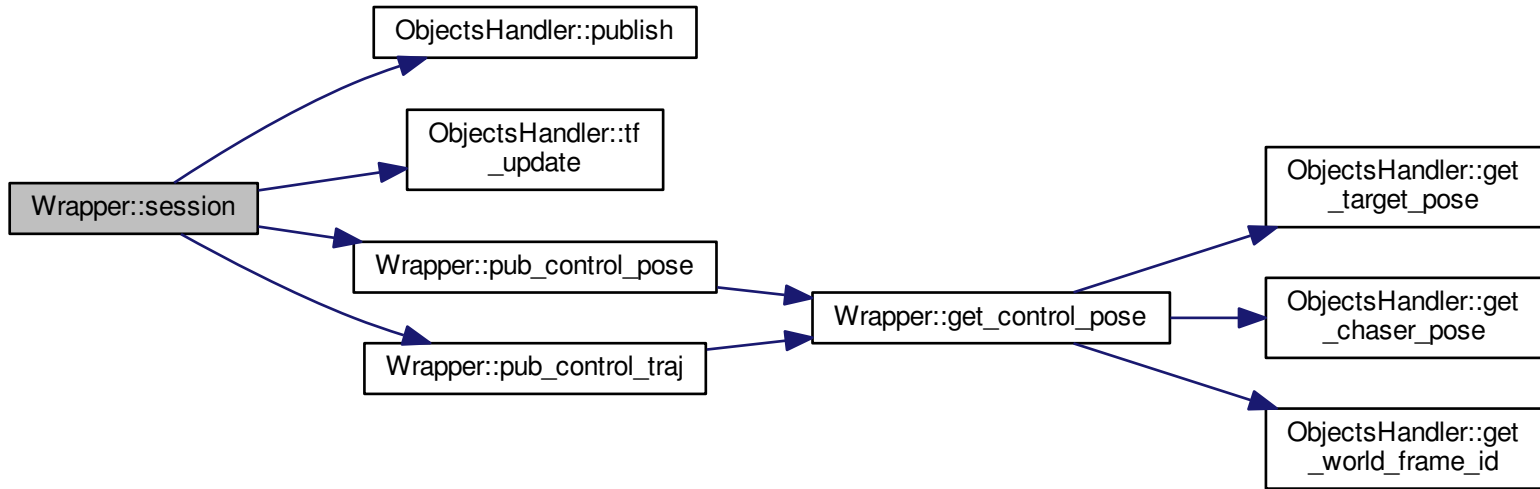 Wrapper::session
ObjectsHandler::publish
ObjectsHandler::tf
_update
Wrapper::pub_control_pose
Wrapper::pub_control_traj
Wrapper::get_control_pose
ObjectsHandler::get
_target_pose
ObjectsHandler::get
_chaser_pose
ObjectsHandler::get
_world_frame_id